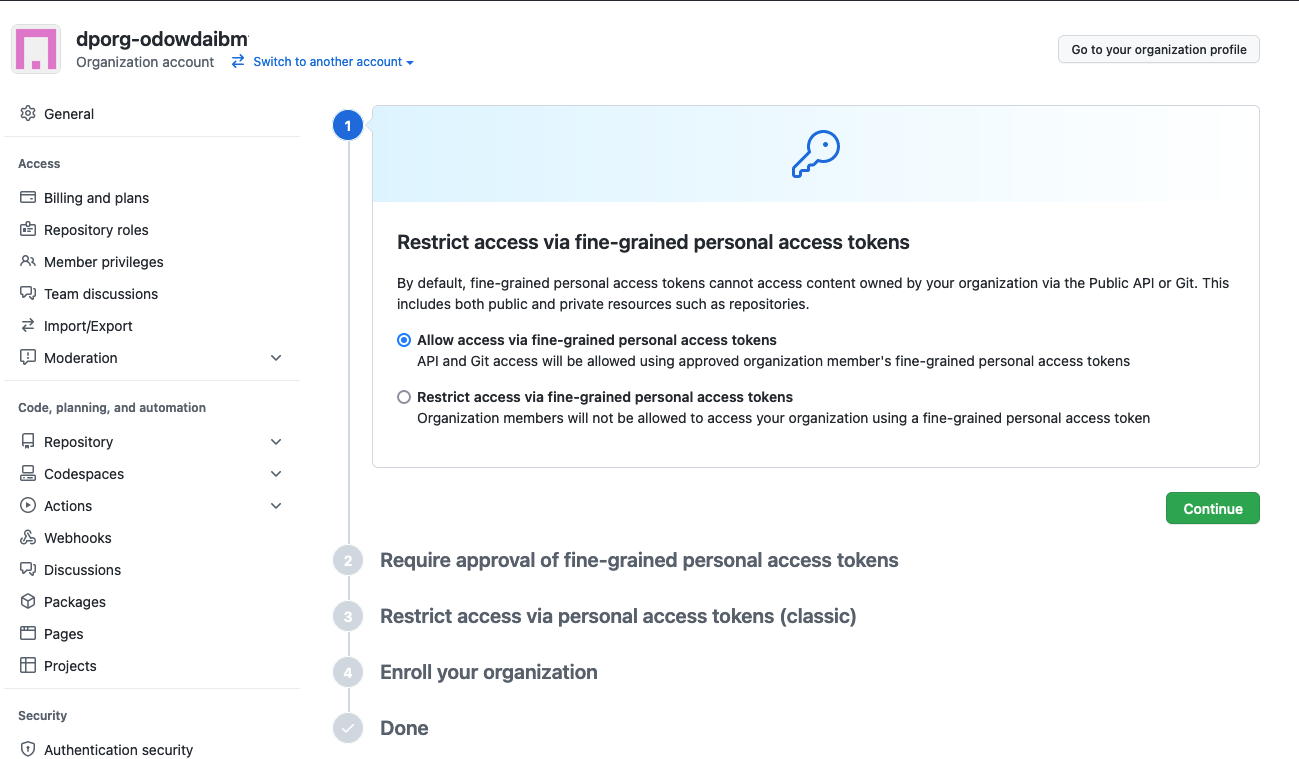 dporg-odowdaibm
Organization account
Switch to another account
Go to your organization profile
General
Access
Billing and plans
Repository roles
Member privileges
Team discussions
Import/Export
Moderation
Code, planning, and automation
Repository
Codespaces
Actions
Webhooks
Discussions
Packages
Pages
Projects
Security
Authentication security
1
Restrict access via fine-grained personal access tokens
By default, fine-grained personal access tokens cannot access content owned by your organization via the Public API or Git. This
includes both public and private resources such as repositories.
Allow access via fine-grained personal access tokens
API and Git access will be allowed using approved organization member's fine-grained personal access tokens
Restrict access via fine-grained personal access tokens
Organization members will not be allowed to access your organization using a fine-grained personal access token
Continue
2 Require approval of fine-grained personal access tokens
3 Restrict access via personal access tokens (classic)
4 Enroll your organization
Done